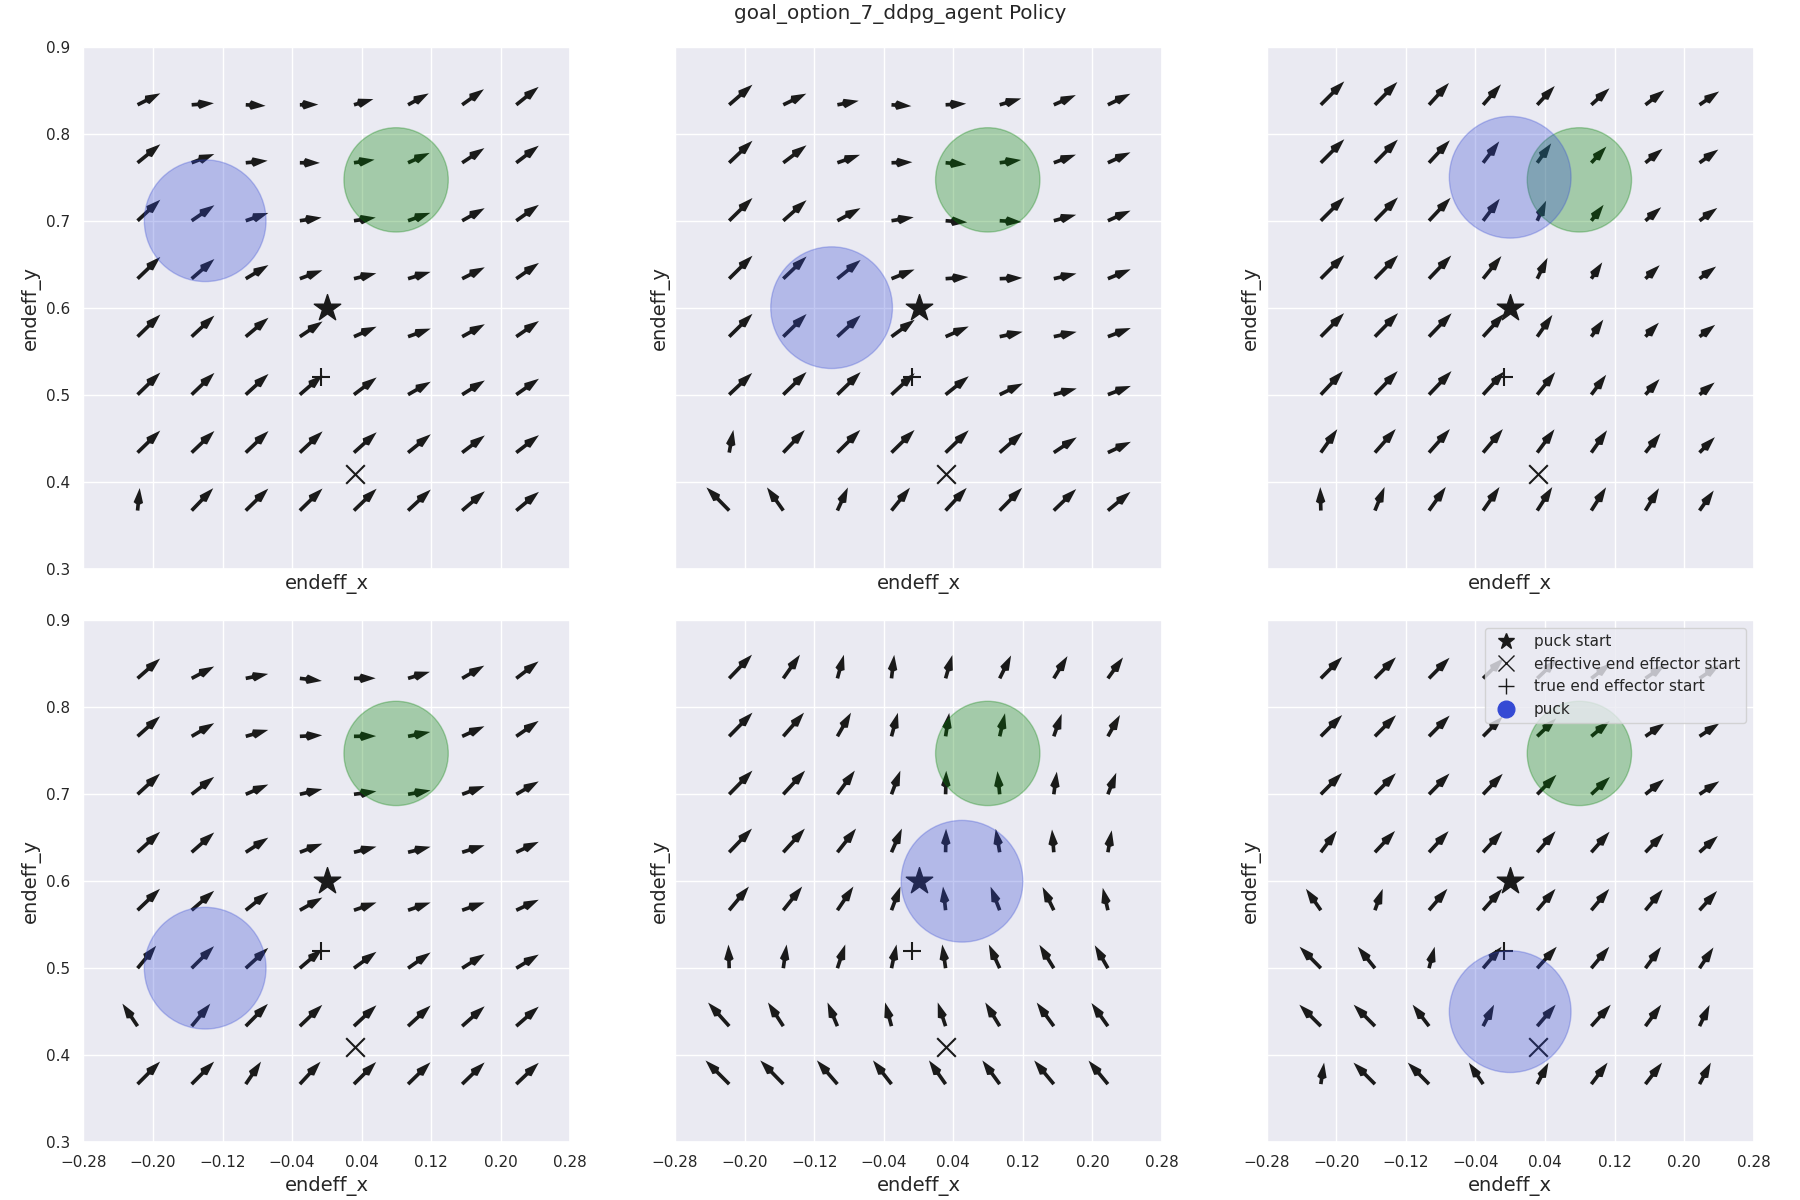 goal_option_7_ddpg_agent Policy
0.9
0.8
0.7
0.6
0.5
0.4
0.3
endeff_y
endeff_x
endeff_y
endeff_x
endeff_y
endeff_x
0.9
0.8
0.7
0.6
0.5
0.4
0.3
endeff_y
−0.28 −0.20 −0.12 −0.04 0.04 0.12 0.20 0.28
endeff_x
endeff_y
−0.28 −0.20 −0.12 −0.04 0.04 0.12 0.20 0.28
endeff_x
puck start
effective end effector start
true end effector start
puck
endeff_y
−0.28 −0.20 −0.12 −0.04 0.04 0.12 0.20 0.28
endeff_x